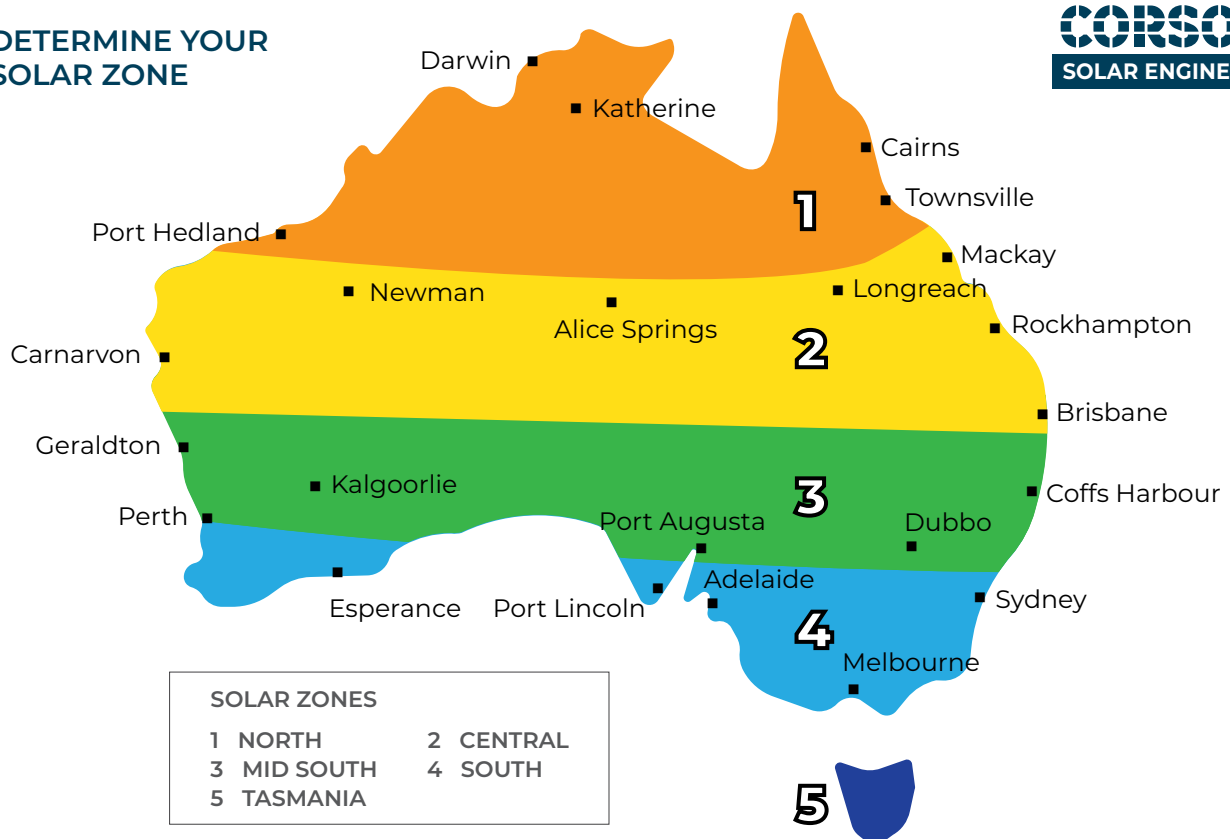 DETERMINE YOUR
SOLAR ZONE
CORSO
SOLAR ENGINE
Darwin
Katherine
Cairns
1
Townsville
Port Hedland
Mackay
Newman
Longreach
Alice Springs
Rockhampton
2
Carnarvon
Brisbane
Geraldton
Kalgoorlie
3
Coffs Harbour
Perth
Port Augusta
Dubbo
Adelaide
Esperance
Port Lincoln
Sydney
4
Melbourne
SOLAR ZONES
1 NORTH
2 CENTRAL
3 MID SOUTH
4 SOUTH
5 TASMANIA
5